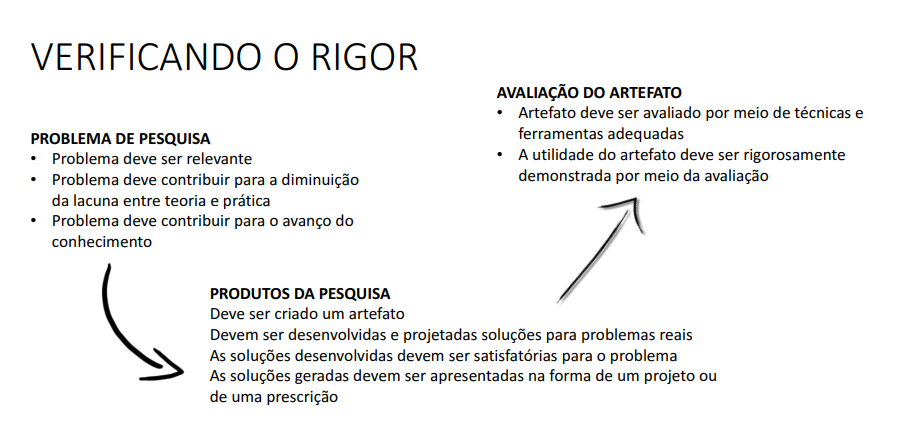 VERIFICANDO O RIGOR
PROBLEMA DE PESQUISA
• Problema deve ser relevante
• Problema deve contribuir para a diminuição
da lacuna entre teoria e prática
• Problema deve contribuir para o avanço do
conhecimento
PRODUTOS DA PESQUISA
Deve ser criado um artefato
Devem ser desenvolvidas e projetadas soluções para problemas reais
As soluções desenvolvidas devem ser satisfatórias para o problema
As soluções geradas devem ser apresentadas na forma de um projeto ou
de uma prescrição
AVALIAÇÃO DO ARTEFATO
• Artefato deve ser avaliado por meio de técnicas e
ferramentas adequadas
• A utilidade do artefato deve ser rigorosamente
demonstrada por meio da avaliação